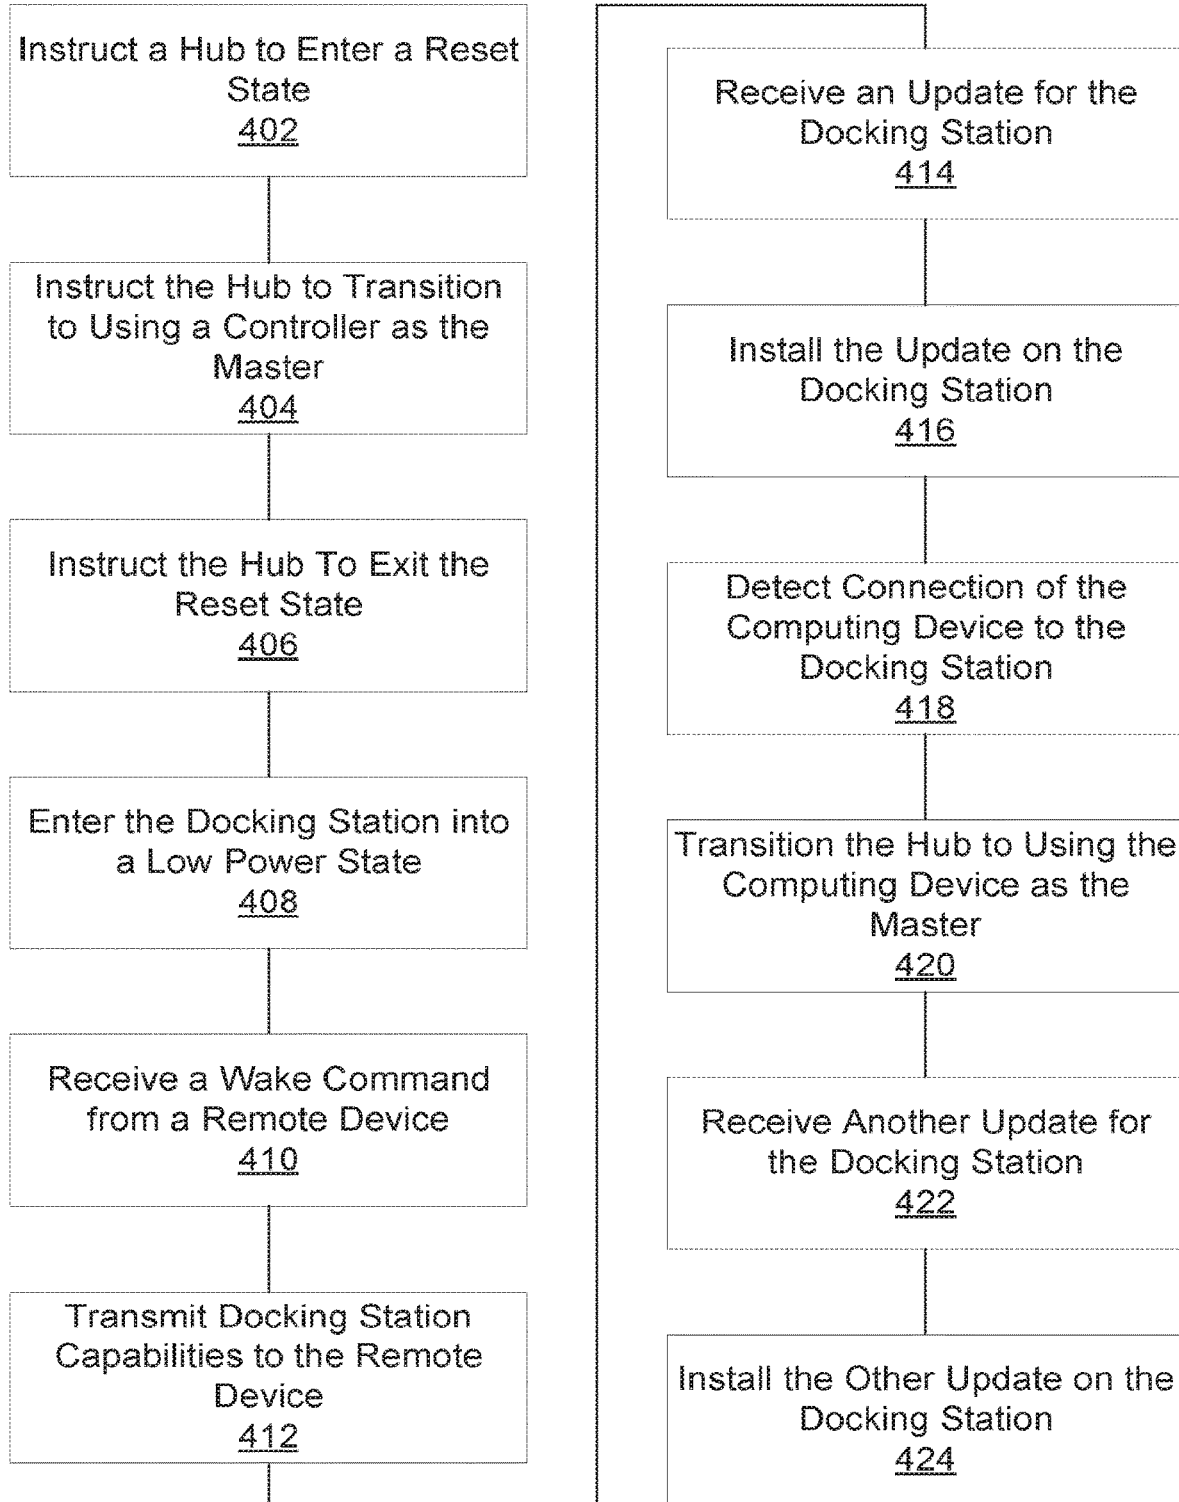 Instruct a Hub to Enter a Reset
State
402
Instruct the Hub to Transition
to Using a Controller as the
Master
404
Instruct the Hub To Exit the
Reset State
406
Enter the Docking Station into
a Low Power State
408
Receive a Wake Command
from a Remote Device
410
Transmit Docking Station
Capabilities to the Remote
Device
412
Receive an Update for the
Docking Station
414
Install the Update on the
Docking Station
416
Detect Connection of the
Computing Device to the
Docking Station
418
Transition the Hub to Using the
Computing Device as the
Master
420
Receive Another Update for
the Docking Station
422
Install the Other Update on the
Docking Station
424